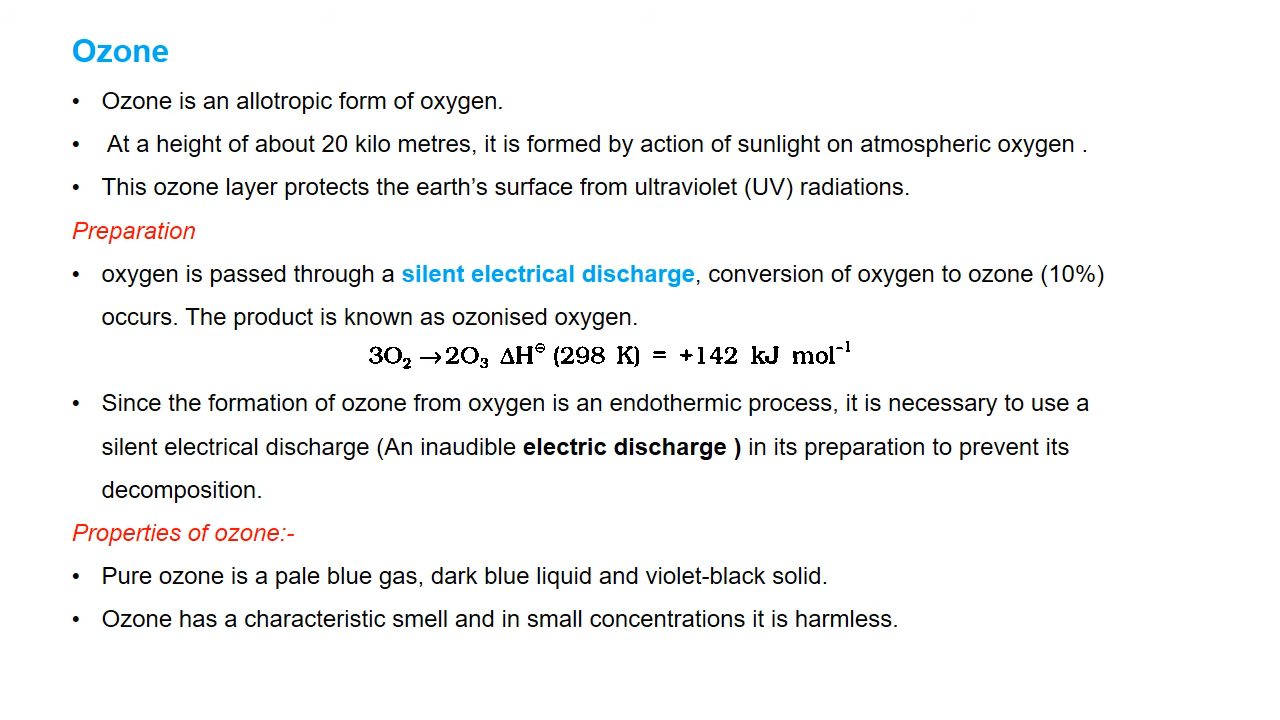 Ozone
• Ozone is an allotropic form of oxygen.
• At a height of about 20 kilo metres, it is formed by action of sunlight on atmospheric oxygen .
• This ozone layer protects the earth’s surface from ultraviolet (UV) radiations.
Preparation
• oxygen is passed through a silent electrical discharge, conversion of oxygen to ozone (10%)
occurs. The product is known as ozonised oxygen.
3O₂ → 2O₃ ΔH⊖ (298 K) = +142 kJ mol⁻¹
• Since the formation of ozone from oxygen is an endothermic process, it is necessary to use a
silent electrical discharge (An inaudible electric discharge ) in its preparation to prevent its
decomposition.
Properties of ozone:-
• Pure ozone is a pale blue gas, dark blue liquid and violet-black solid.
• Ozone has a characteristic smell and in small concentrations it is harmless.